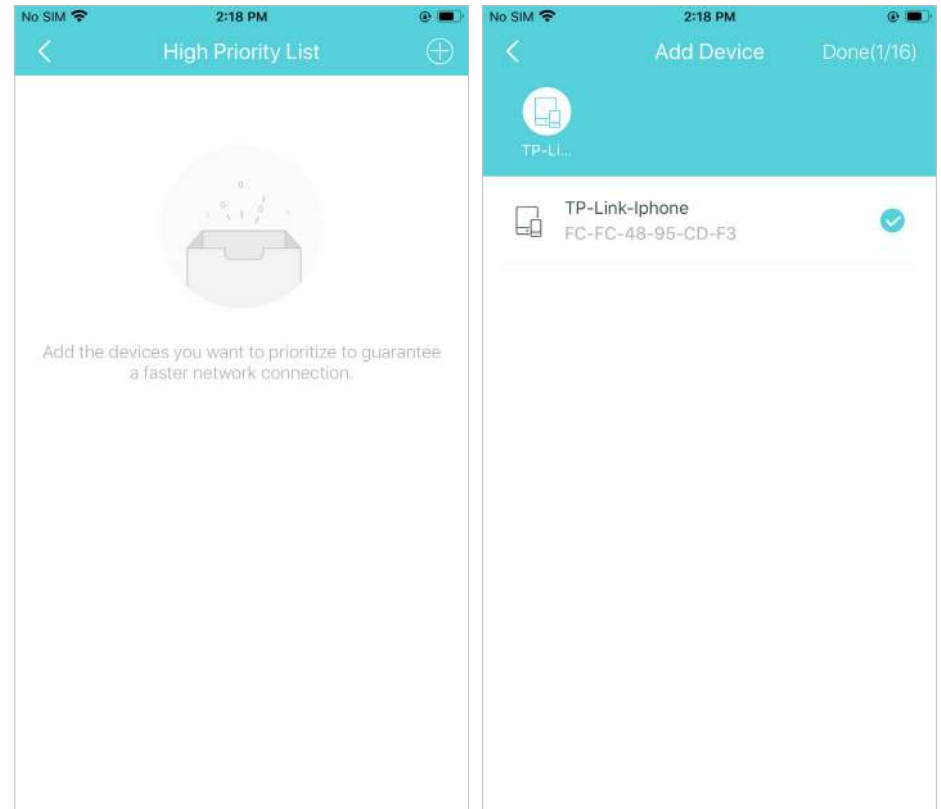 No SIM 2:18 PM
High Priority List
Add the devices you want to prioritize to guarantee
a faster network connection.
No SIM 2:18 PM
Add Device Done(1/16)
TP-Li...
TP-Link-Iphone
FC-FC-48-95-CD-F3